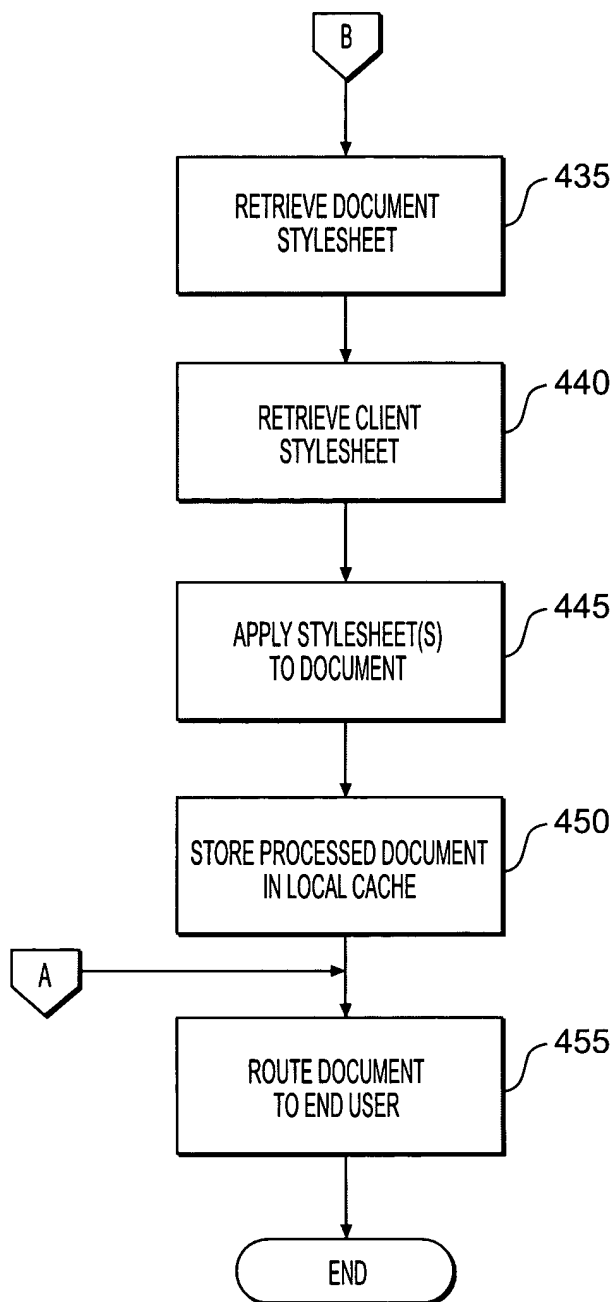 B
RETRIEVE DOCUMENT
STYLESHEET
435
RETRIEVE CLIENT
STYLESHEET
440
APPLY STYLESHEET(S)
TO DOCUMENT
445
STORE PROCESSED DOCUMENT
IN LOCAL CACHE
450
A
ROUTE DOCUMENT
TO END USER
455
END